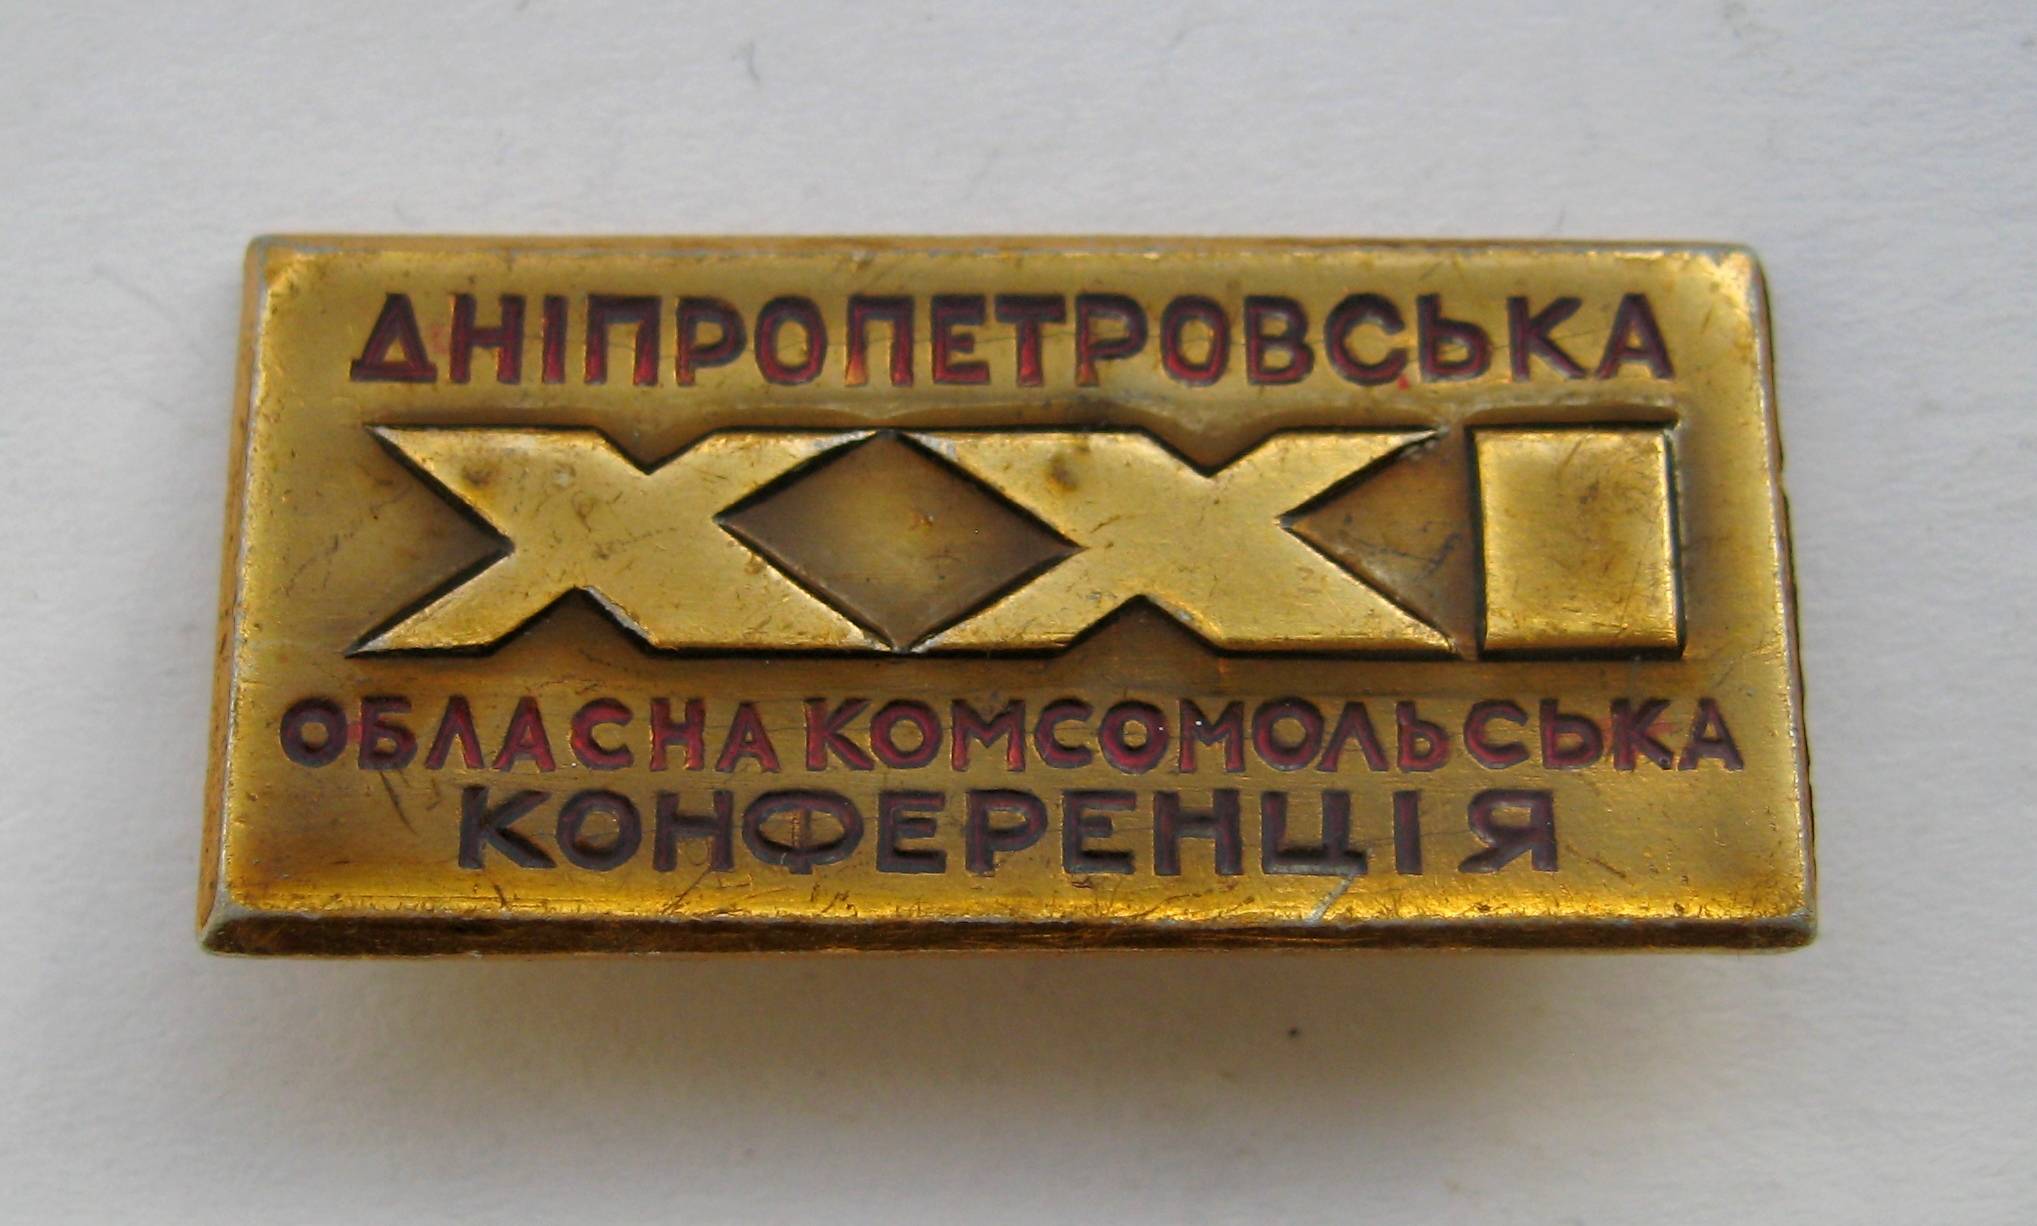 ДНІПРОПЕТРОВСЬКА
XXI
ОБЛАСНА КОМСОМОЛЬСЬКА
КОНФЕРЕНЦІЯ